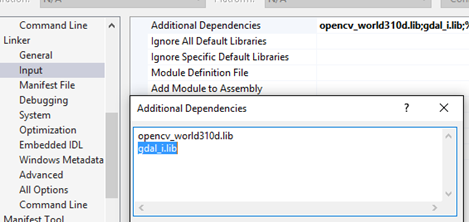 Command Line
Linker
General
Input
Manifest File
Debugging
System
Optimization
Embedded IDL
Windows Metadata
Advanced
All Options
Command Line
Manifest Tool
Additional Dependencies opencv_world310d.lib;gdal_i.lib;%
Ignore All Default Libraries
Ignore Specific Default Libraries
Module Definition File
Add Module to Assembly
Additional Dependencies ? ×
opencv_world310d.lib
gdal_i.lib